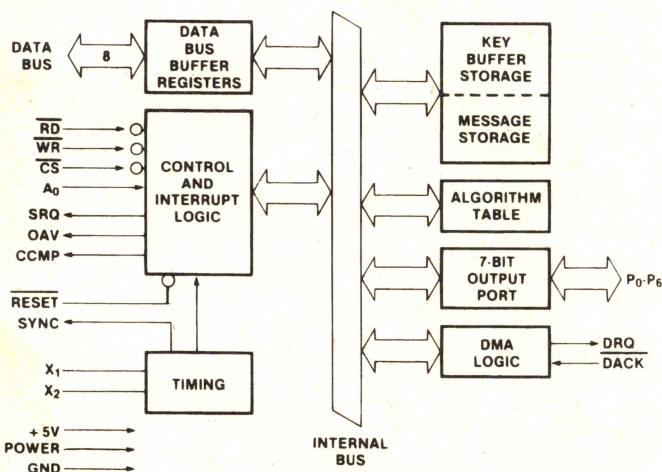 DATA
BUS
8
DATA
BUS
BUFFER
REGISTERS
KEY
BUFFER
STORAGE
MESSAGE
STORAGE
RD
WR
CS
A₀
SRQ
OAV
CCMP
CONTROL
AND
INTERRUPT
LOGIC
ALGORITHM
TABLE
7-BIT
OUTPUT
PORT
P₀-P₆
RESET
SYNC
DMA
LOGIC
DRQ
DACK
X₁
X₂
TIMING
+ 5V
POWER
GND
INTERNAL
BUS